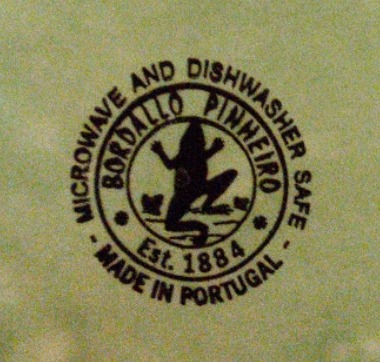 MICROWAVE AND DISHWASHER SAFE
BORDALLO PINHEIRO
Est. 1884
- MADE IN PORTUGAL -